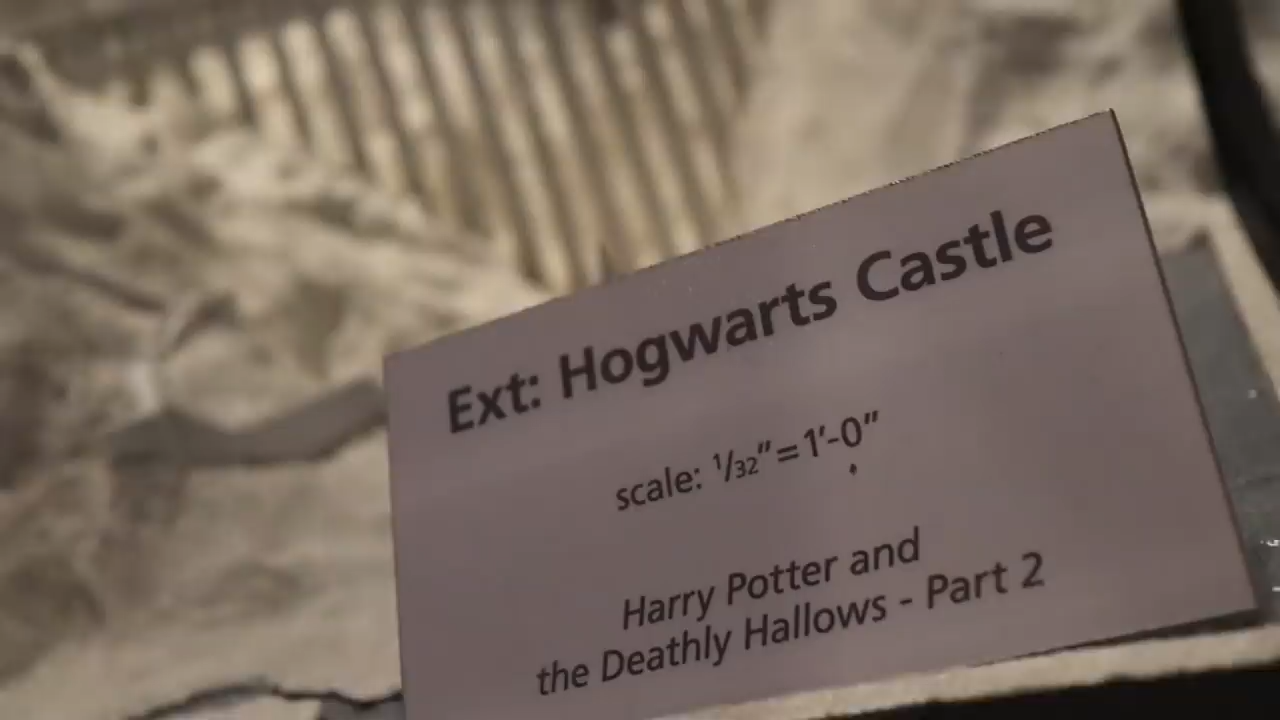 Ext: Hogwarts Castle
scale: 1/32"=1'-0"
Harry Potter and
the Deathly Hallows - Part 2